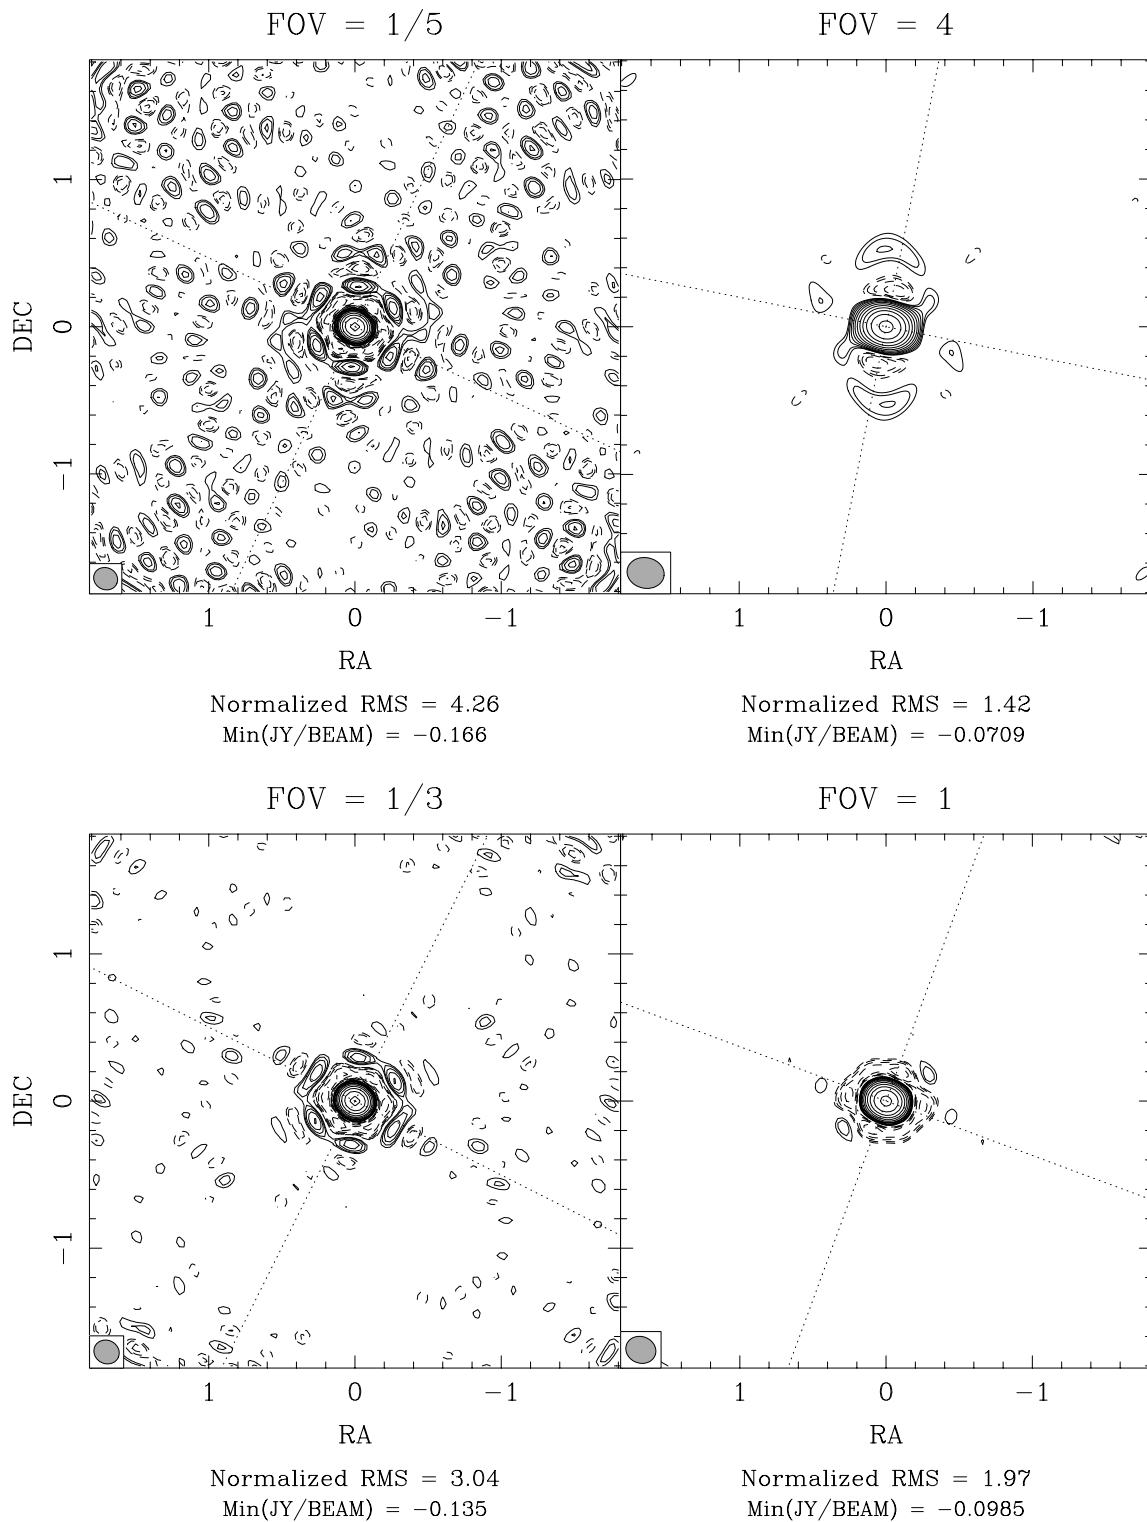 FOV = 1/5
FOV = 4
DEC
1
0
−1
1 0 −1
1 0 −1
RA
RA
Normalized RMS = 4.26
Min(JY/BEAM) = −0.166
Normalized RMS = 1.42
Min(JY/BEAM) = −0.0709
FOV = 1/3
FOV = 1
DEC
1
0
−1
1 0 −1
1 0 −1
RA
RA
Normalized RMS = 3.04
Min(JY/BEAM) = −0.135
Normalized RMS = 1.97
Min(JY/BEAM) = −0.0985